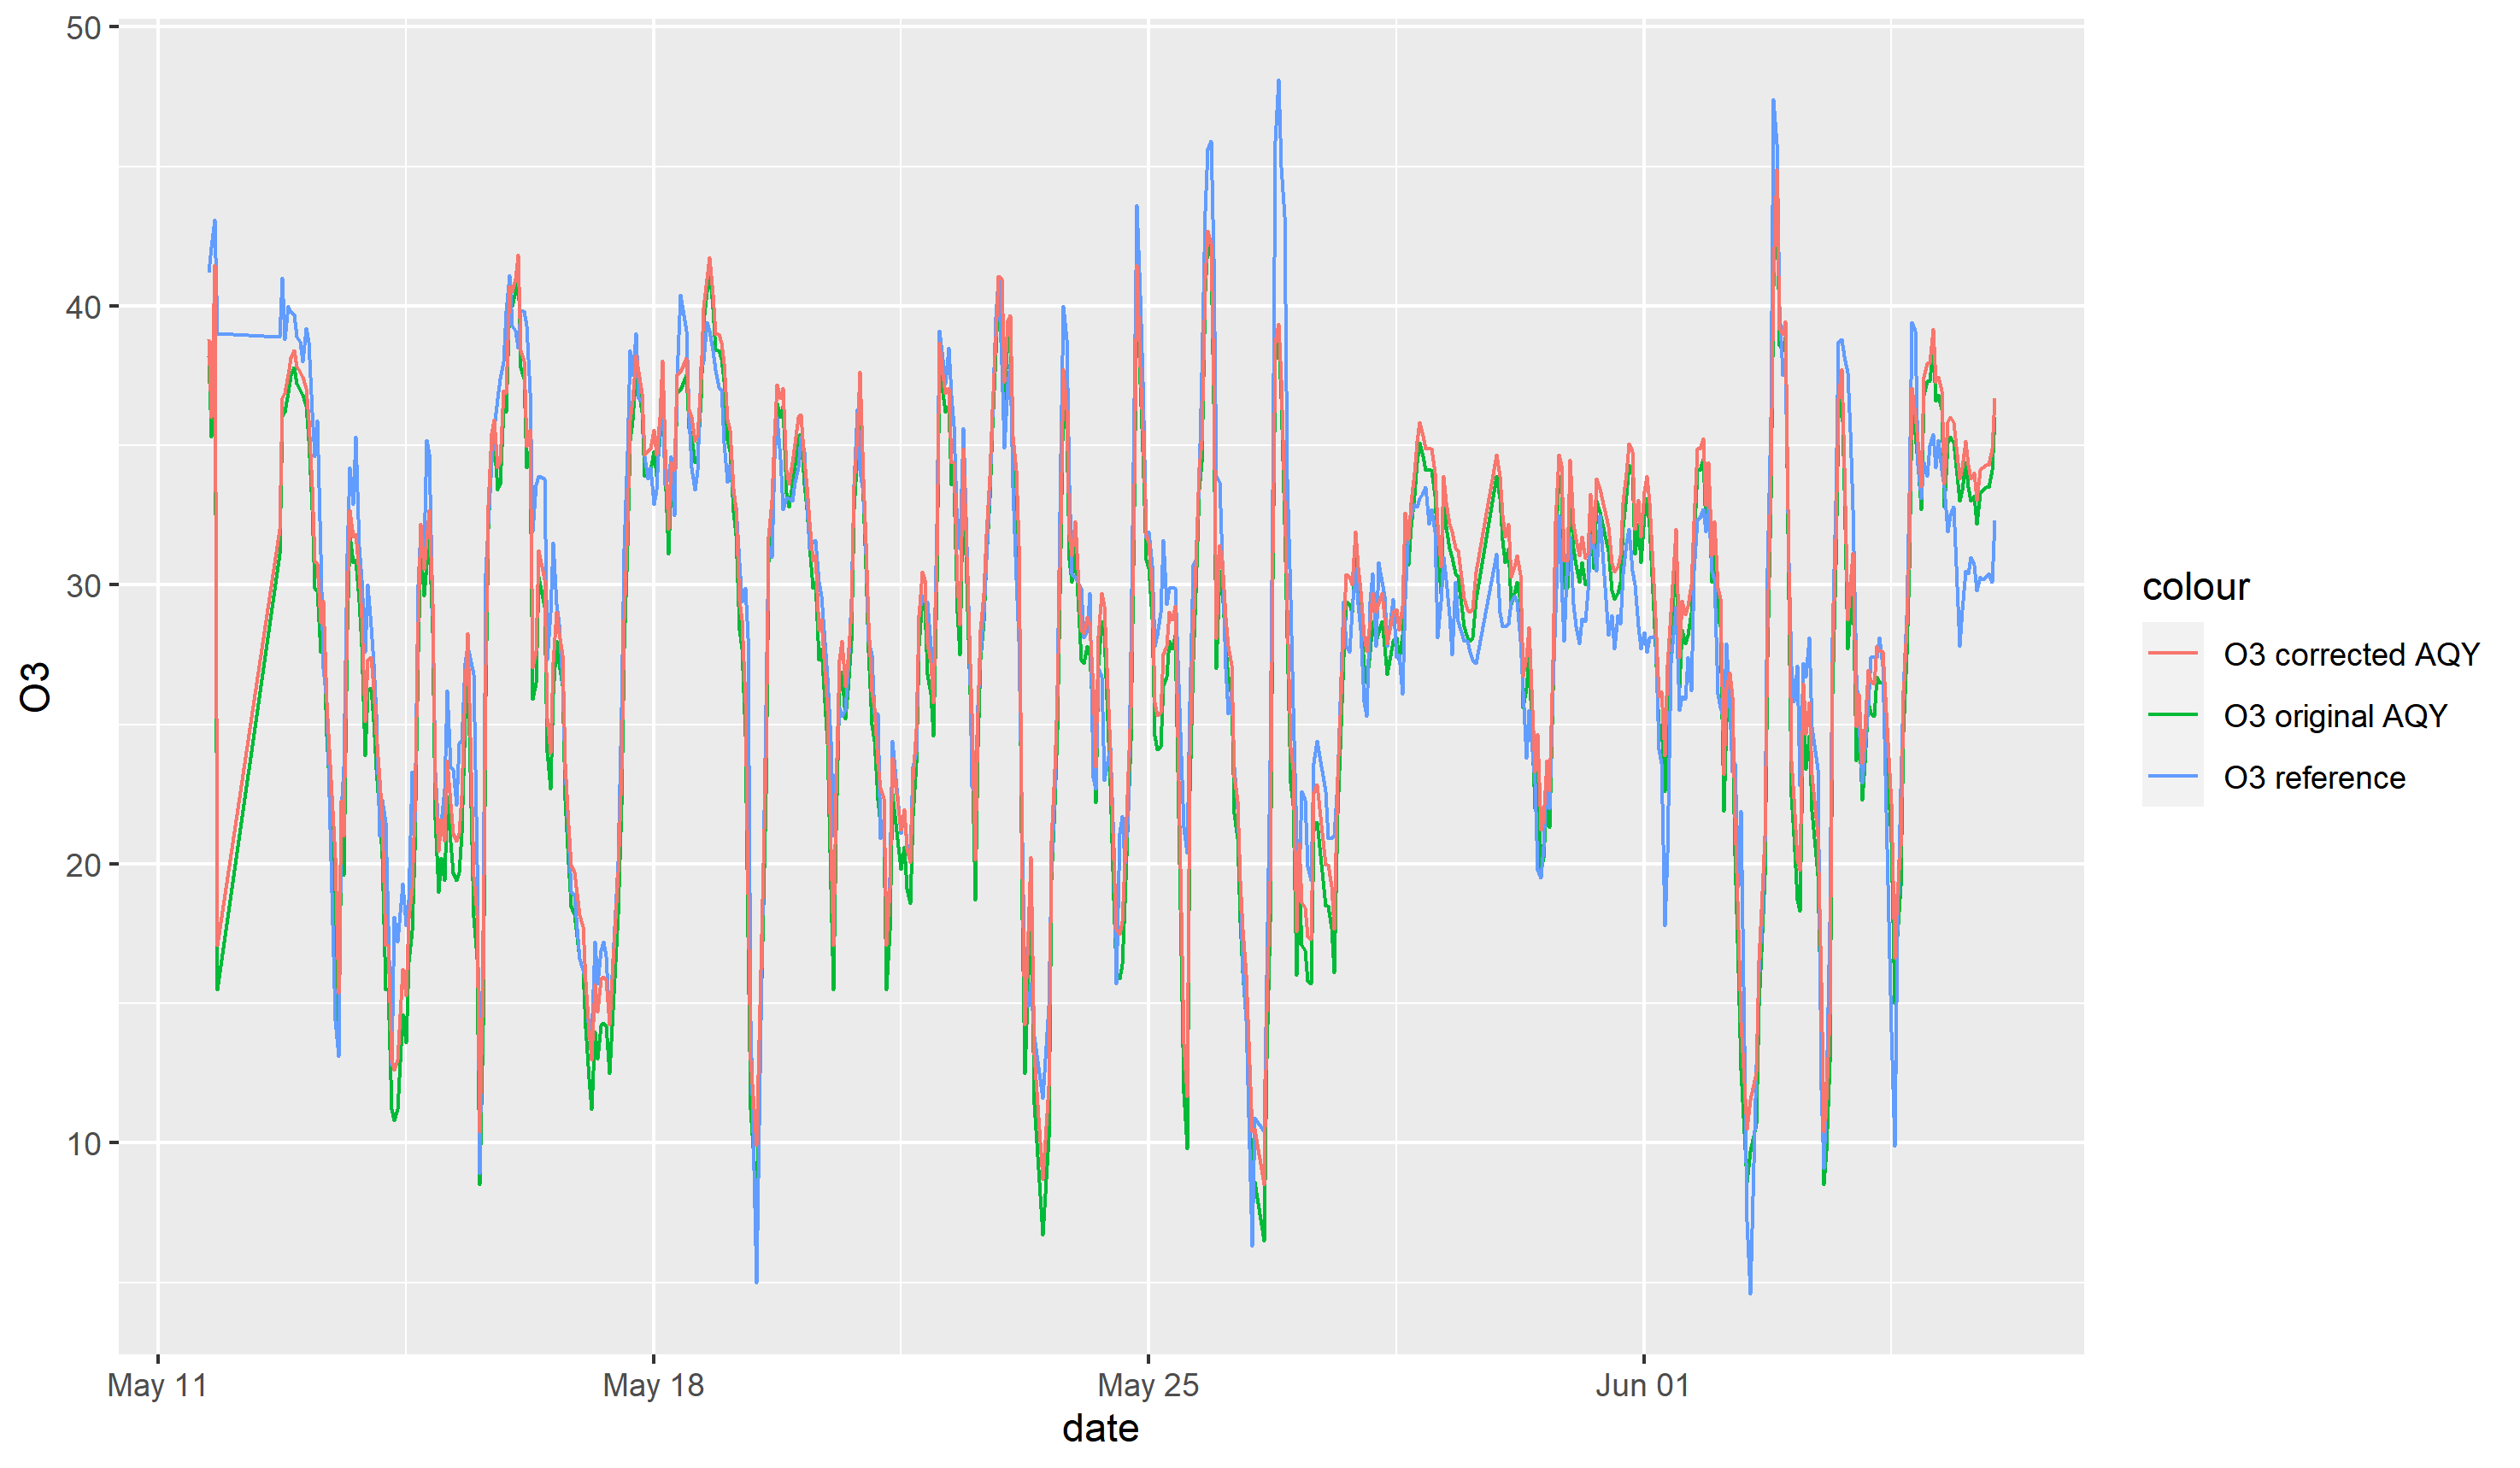 50
40
30
20
10
O3
May 11
May 18
May 25
Jun 01
date
colour
O3 corrected AQY
O3 original AQY
O3 reference